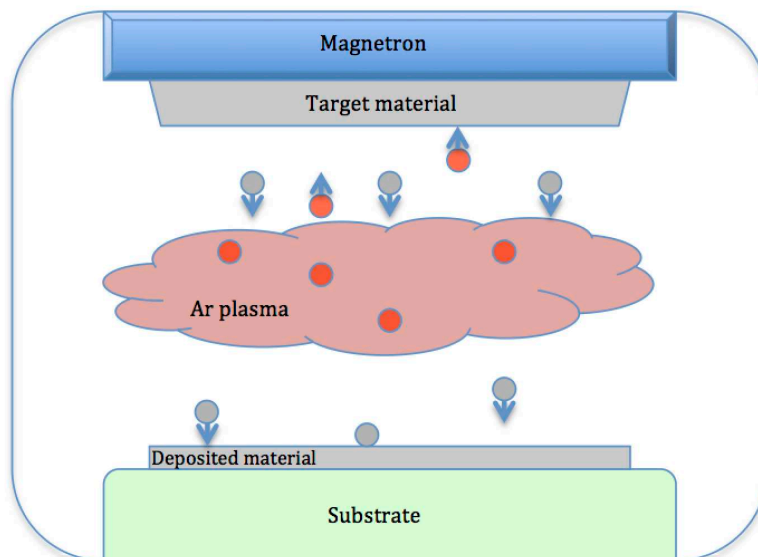 Magnetron
Target material
Ar plasma
Deposited material
Substrate